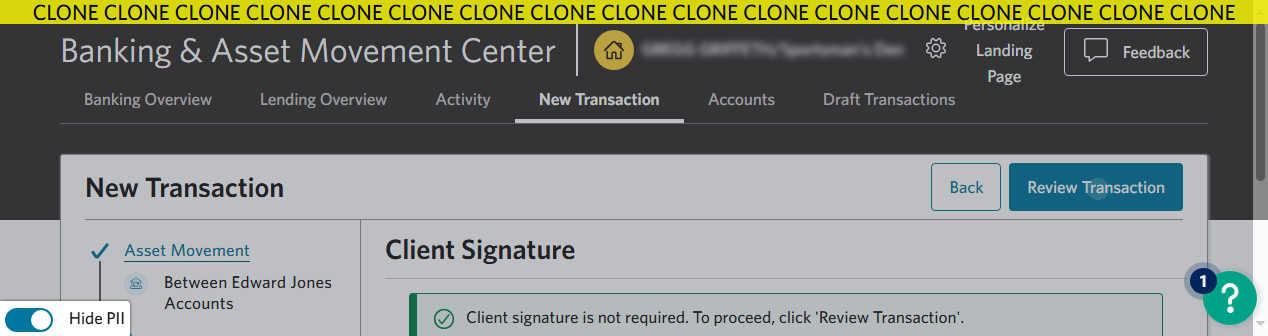 CLONE CLONE CLONE CLONE CLONE CLONE CLONE CLONE CLONE CLONE CLONE CLONE CLONE CLONE CLONE CLONE CLONE
Banking & Asset Movement Center
Personalize
Landing
Page
Feedback
Banking Overview
Lending Overview
Activity
New Transaction
Accounts
Draft Transactions
New Transaction
Back
Review Transaction
Asset Movement
Between Edward Jones
Accounts
Client Signature
Client signature is not required. To proceed, click 'Review Transaction'.
1
?
Hide PII